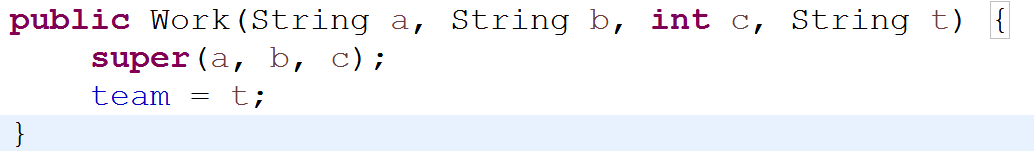 public Work(String a, String b, int c, String t) {
    super(a, b, c);
    team = t;
}